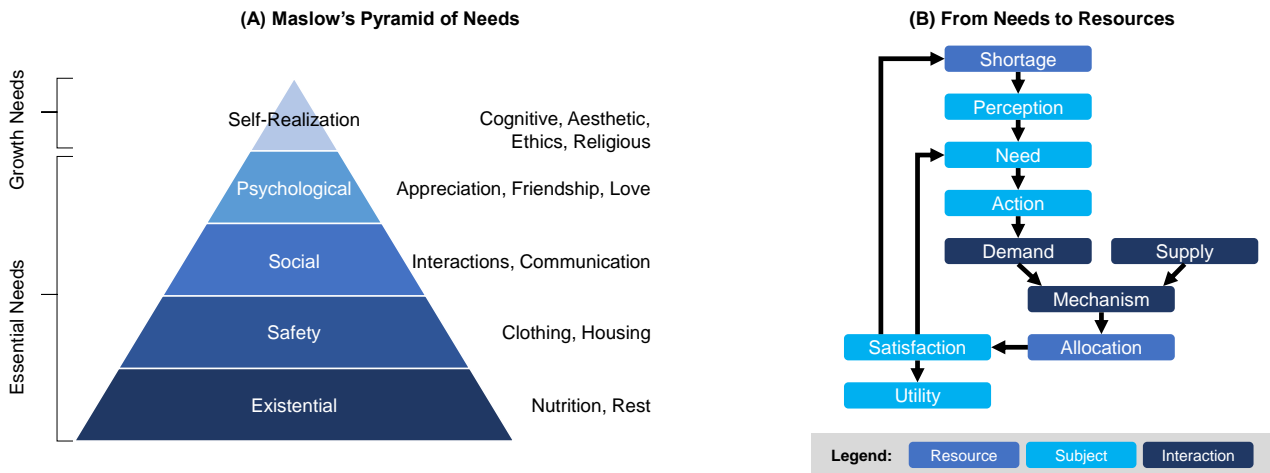 (A) Maslow's Pyramid of Needs
Growth Needs
Essential Needs
Self-Realization
Cognitive, Aesthetic,
Ethics, Religious
Psychological
Appreciation, Friendship, Love
Social
Interactions, Communication
Safety
Clothing, Housing
Existential
Nutrition, Rest
(B) From Needs to Resources
Shortage
Perception
Need
Action
Demand
Supply
Mechanism
Satisfaction
Allocation
Utility
Legend:
Resource
Subject
Interaction